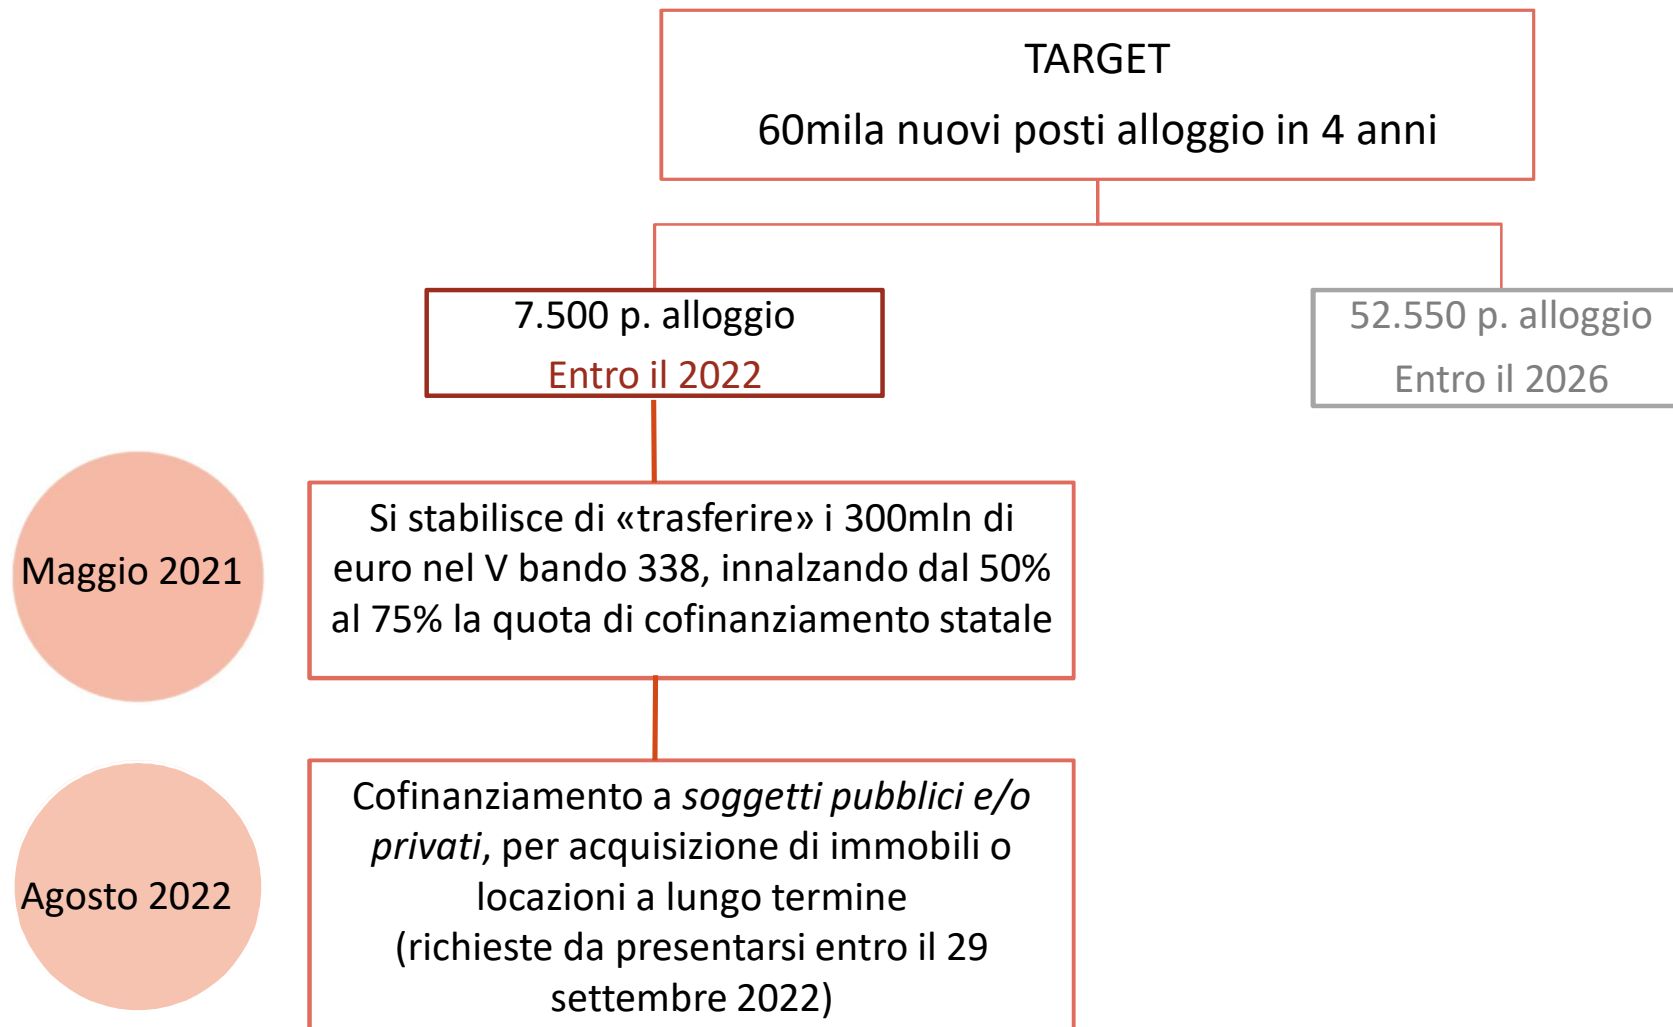 TARGET
60mila nuovi posti alloggio in 4 anni
7.500 p. alloggio
Entro il 2022
52.550 p. alloggio
Entro il 2026
Maggio 2021
Si stabilisce di «trasferire» i 300mln di
euro nel V bando 338, innalzando dal 50%
al 75% la quota di cofinanziamento statale
Agosto 2022
Cofinanziamento a soggetti pubblici e/o
privati, per acquisizione di immobili o
locazioni a lungo termine
(richieste da presentarsi entro il 29
settembre 2022)